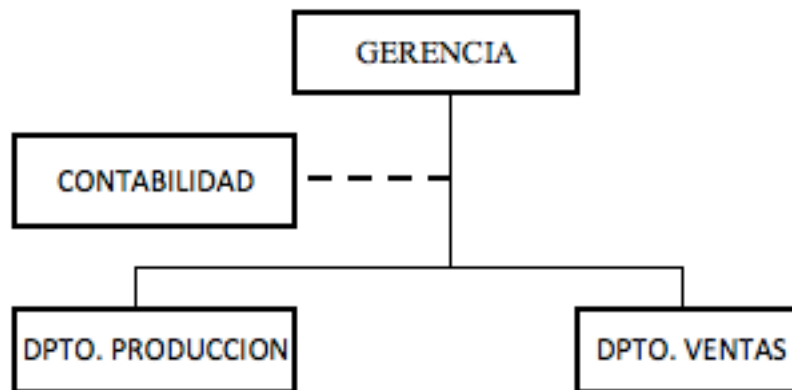 GERENCIA
CONTABILIDAD
DPTO. PRODUCCION
DPTO. VENTAS